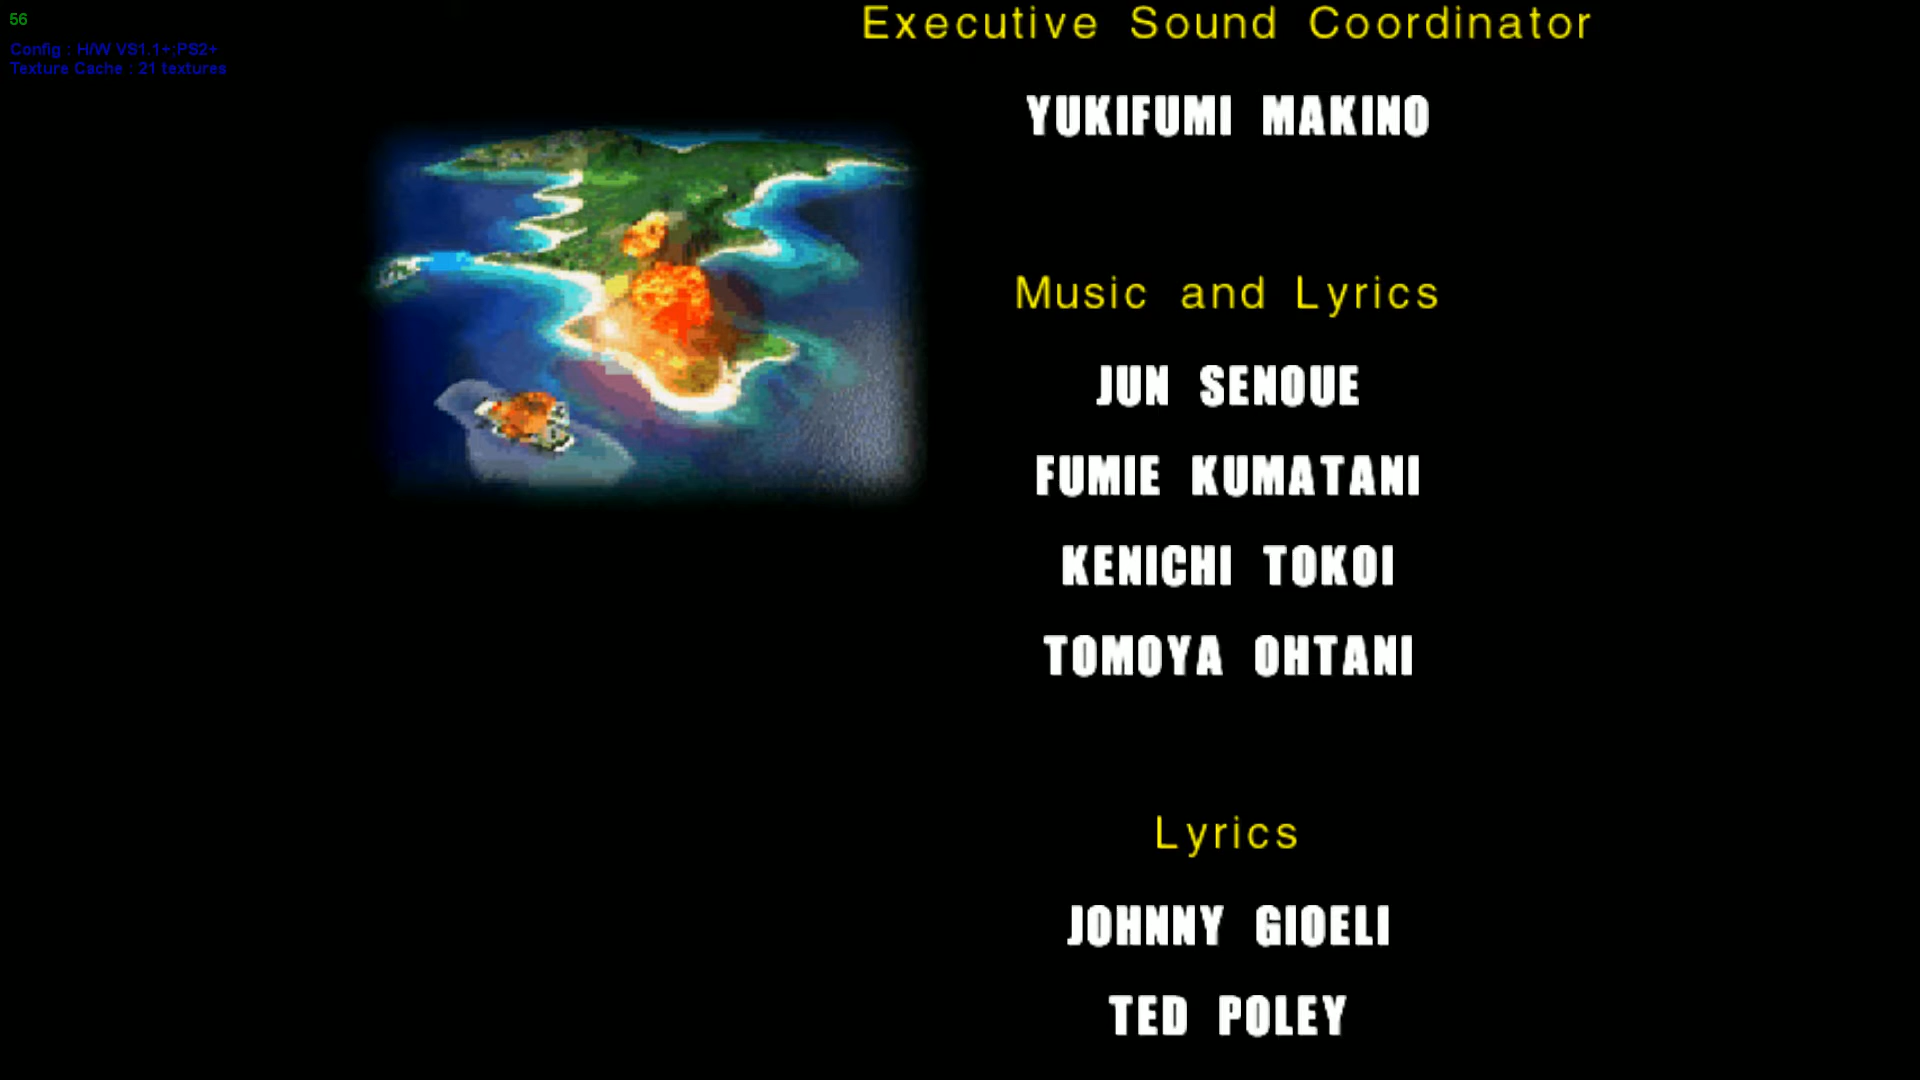 56
Config : H/W VS1.1+;PS2+
Texture Cache : 21 textures
Executive Sound Coordinator
YUKIFUMI MAKINO
Music and Lyrics
JUN SENOUE
FUMIE KUMATANI
KENICHI TOKOI
TOMOYA OHTANI
Lyrics
JOHNNY GIOELI
TED POLEY